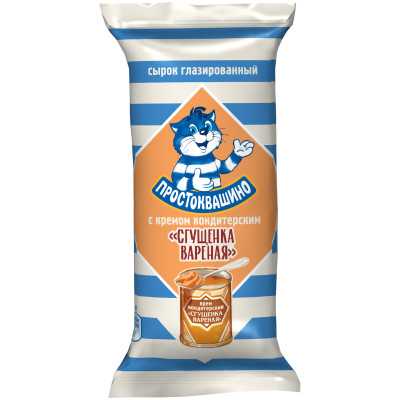 сырок глазированный
ПРОСТОКВАШИНО
с кремом кондитерским
«СГУЩЕНКА
ВАРЕНАЯ»
крем
кондитерский
«СГУЩЕНКА
ВАРЕНАЯ»